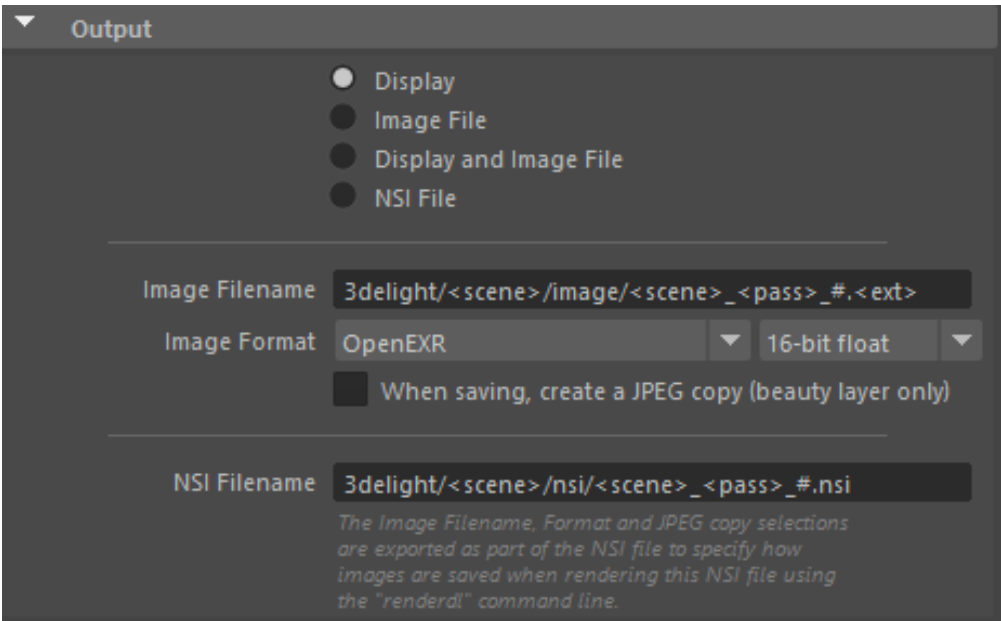 Output
Display
Image File
Display and Image File
NSI File
Image Filename 3delight/<scene>/image/<scene>_<pass>_#.<ext>
Image Format OpenEXR 16-bit float
When saving, create a JPEG copy (beauty layer only)
NSI Filename 3delight/<scene>/nsi/<scene>_<pass>_#.nsi
The Image Filename, Format and JPEG copy selections
are exported as part of the NSI file to specify how
images are saved when rendering this NSI file using
the "renderdl" command line.